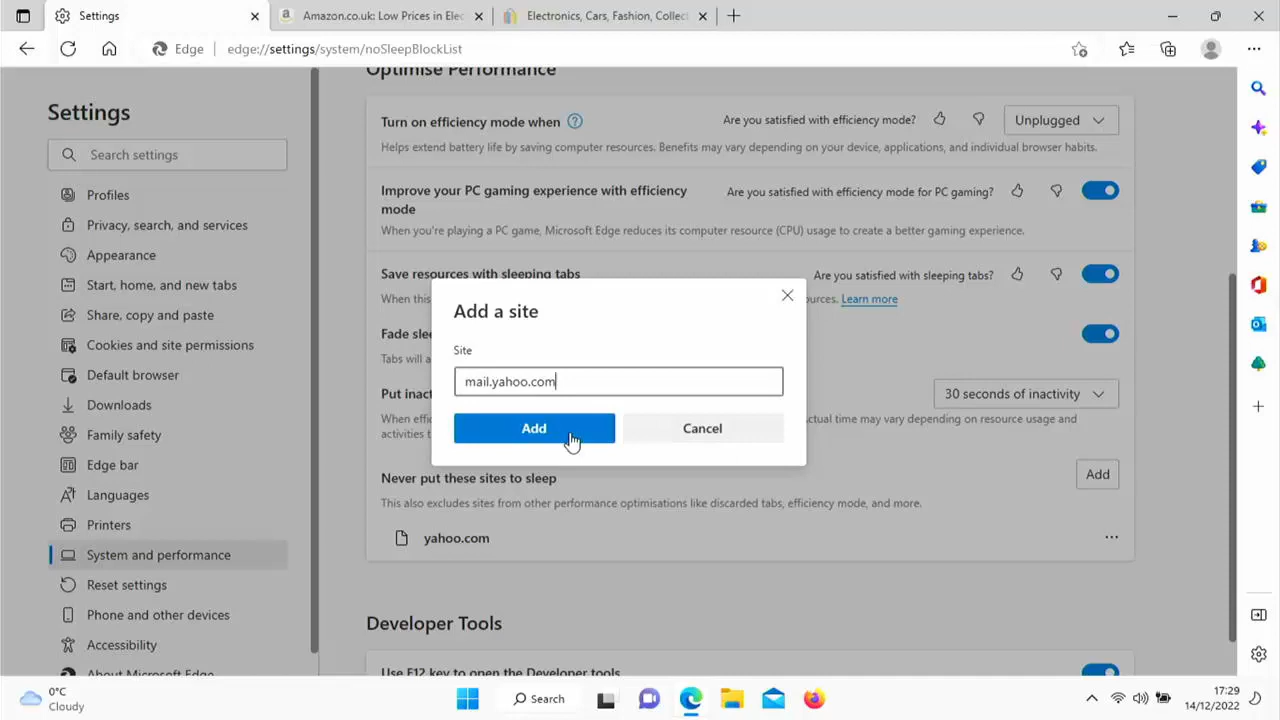 Settings
Amazon.co.uk: Low Prices in Elec
Electronics, Cars, Fashion, Collect
Edge
edge://settings/system/noSleepBlockList
Settings
Search settings
Profiles
Privacy, search, and services
Appearance
Start, home, and new tabs
Share, copy and paste
Cookies and site permissions
Default browser
Downloads
Family safety
Edge bar
Languages
Printers
System and performance
Reset settings
Phone and other devices
Accessibility
About Microsoft Edge
Optimise Performance
Turn on efficiency mode when
Are you satisfied with efficiency mode?
Unplugged
Helps extend battery life by saving computer resources. Benefits may vary depending on your device, applications, and individual browser habits.
Improve your PC gaming experience with efficiency
mode
Are you satisfied with efficiency mode for PC gaming?
When you're playing a PC game, Microsoft Edge reduces its computer resource (CPU) usage to create a better gaming experience.
Save resources with sleeping tabs
Are you satisfied with sleeping tabs?
When this
ources. Learn more
Fade slee
Tabs will a
Put inact
30 seconds of inactivity
When effic
ctual time may vary depending on resource usage and
activities t
Add a site
Site
mail.yahoo.com
Add
Cancel
Never put these sites to sleep
Add
This also excludes sites from other performance optimisations like discarded tabs, efficiency mode, and more.
yahoo.com
Developer Tools
Use F12 key to open the Developer tools
0°C
Cloudy
Search
17:29
14/12/2022